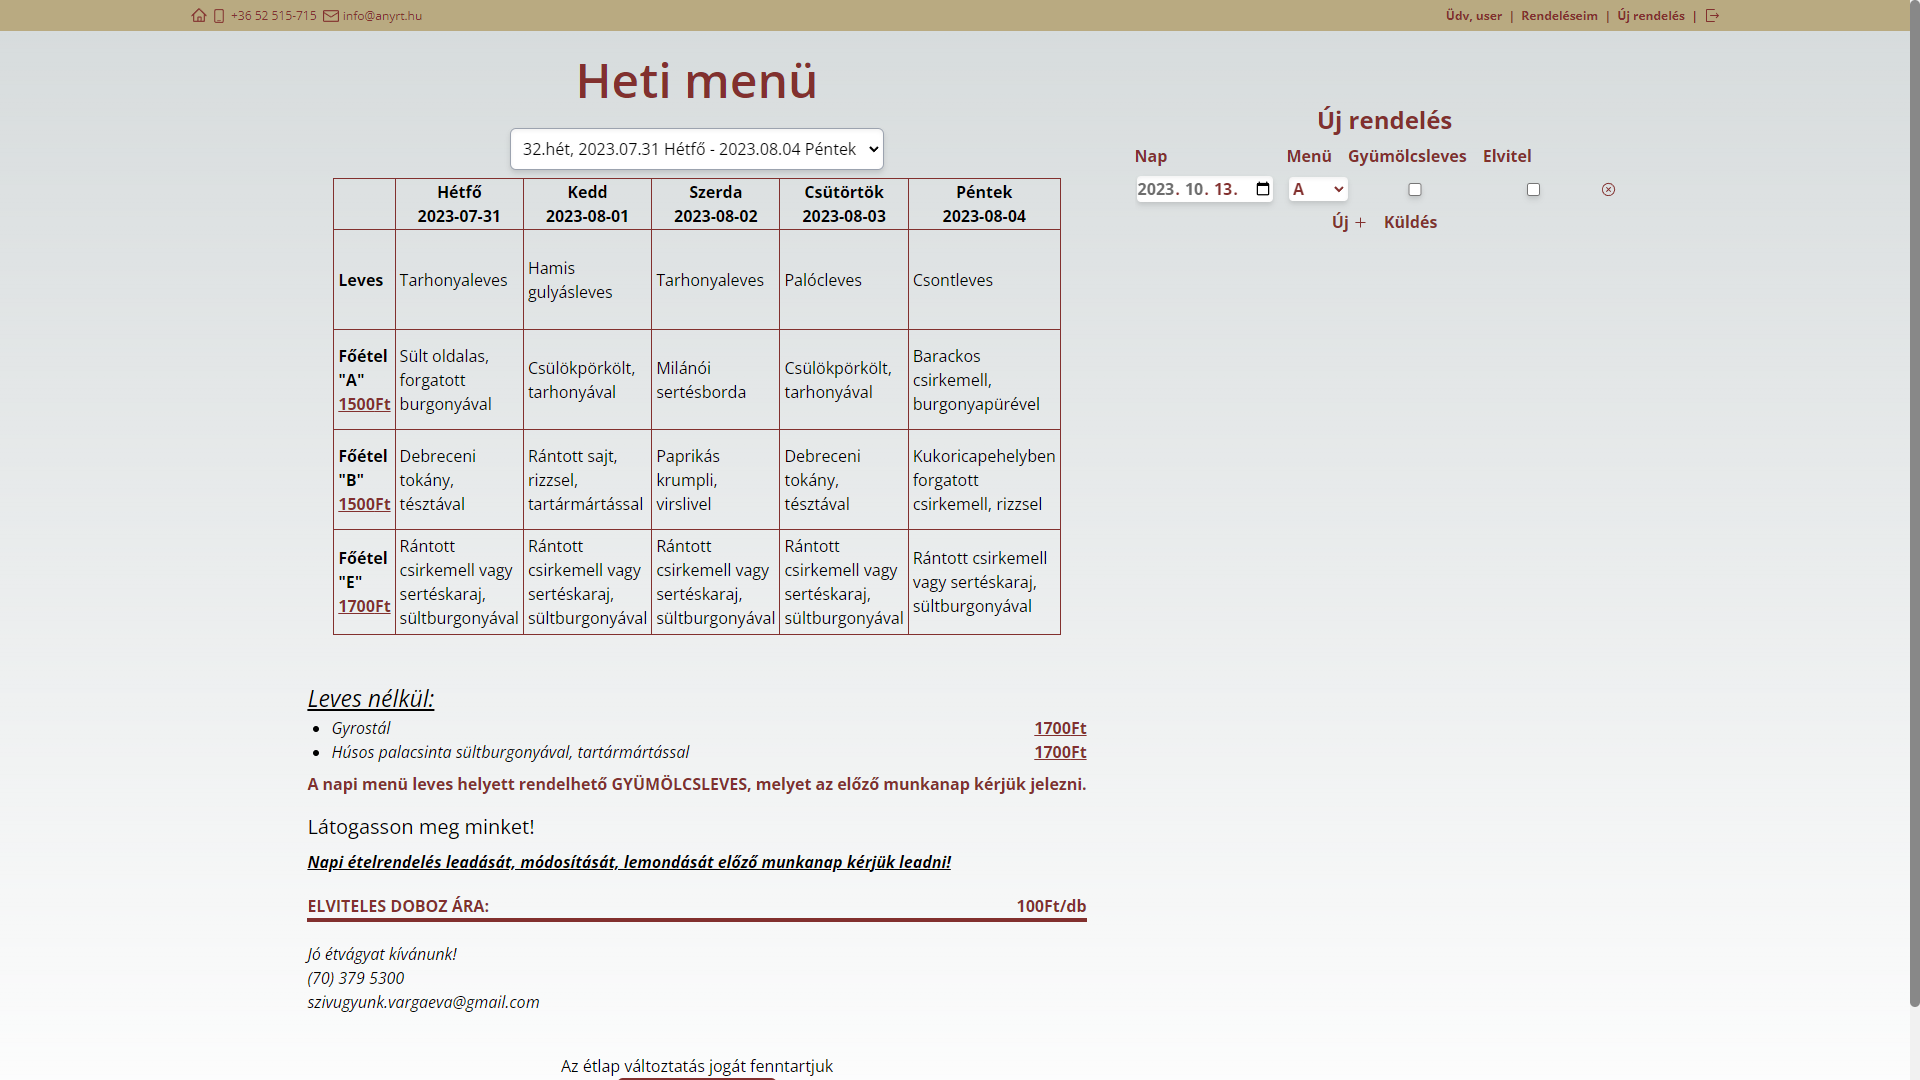 +36 52 515-715 info@anyrt.hu
Üdv, user | Rendeléseim | Új rendelés |
Heti menü
32.hét, 2023.07.31 Hétfő - 2023.08.04 Péntek
Hétfő 2023-07-31
Kedd 2023-08-01
Szerda 2023-08-02
Csütörtök 2023-08-03
Péntek 2023-08-04
Leves
Tarhonyaleves
Hamis gulyásleves
Tarhonyaleves
Palócleves
Csontleves
Főétel "A" 1500Ft
Sült oldalas, forgatott burgonyával
Csülökpörkölt, tarhonyával
Milánói sertésborda
Csülökpörkölt, tarhonyával
Barackos csirkemell, burgonyapürével
Főétel "B" 1500Ft
Debreceni tokány, tésztával
Rántott sajt, rizzsel, tartármártással
Paprikás krumpli, virslivel
Debreceni tokány, tésztával
Kukoricapehelyben forgatott csirkemell, rizzsel
Főétel "E" 1700Ft
Rántott csirkemell vagy sertéskaraj, sültburgonyával
Rántott csirkemell vagy sertéskaraj, sültburgonyával
Rántott csirkemell vagy sertéskaraj, sültburgonyával
Rántott csirkemell vagy sertéskaraj, sültburgonyával
Rántott csirkemell vagy sertéskaraj, sültburgonyával
Leves nélkül:
Gyrostál 1700Ft
Húsos palacsinta sültburgonyával, tartármártással 1700Ft
A napi menü leves helyett rendelhető GYÜMÖLCSLEVES, melyet az előző munkanap kérjük jelezni.
Látogasson meg minket!
Napi ételrendelés leadását, módosítását, lemondását előző munkanap kérjük leadni!
ELVITELES DOBOZ ÁRA: 100Ft/db
Jó étvágyat kívánunk!
(70) 379 5300
szivugyunk.vargaeva@gmail.com
Az étlap változtatás jogát fenntartjuk
Új rendelés
Nap Menü Gyümölcsleves Elvitel
2023. 10. 13. A
Új Küldés